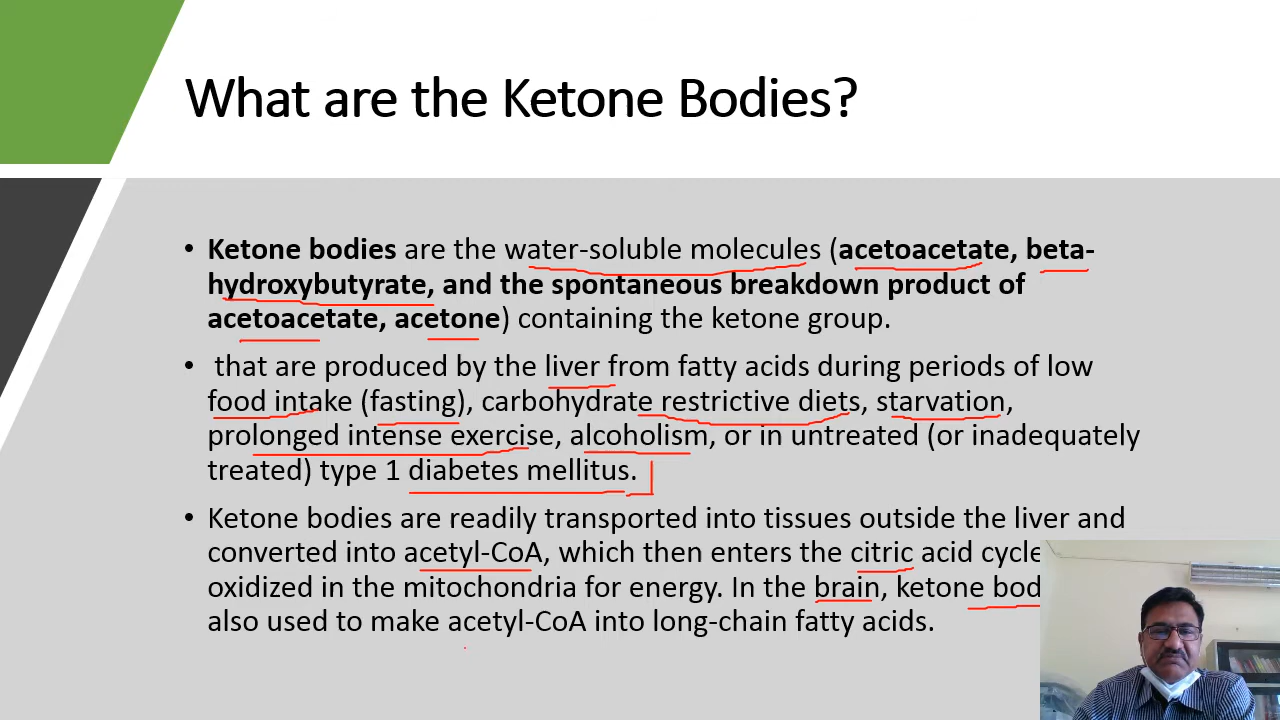 What are the Ketone Bodies?
• Ketone bodies are the water-soluble molecules (acetoacetate, beta-
hydroxybutyrate, and the spontaneous breakdown product of
acetoacetate, acetone) containing the ketone group.
• that are produced by the liver from fatty acids during periods of low
food intake (fasting), carbohydrate restrictive diets, starvation,
prolonged intense exercise, alcoholism, or in untreated (or inadequately
treated) type 1 diabetes mellitus.
• Ketone bodies are readily transported into tissues outside the liver and
converted into acetyl-CoA, which then enters the citric acid cycle
oxidized in the mitochondria for energy. In the brain, ketone bod
also used to make acetyl-CoA into long-chain fatty acids.